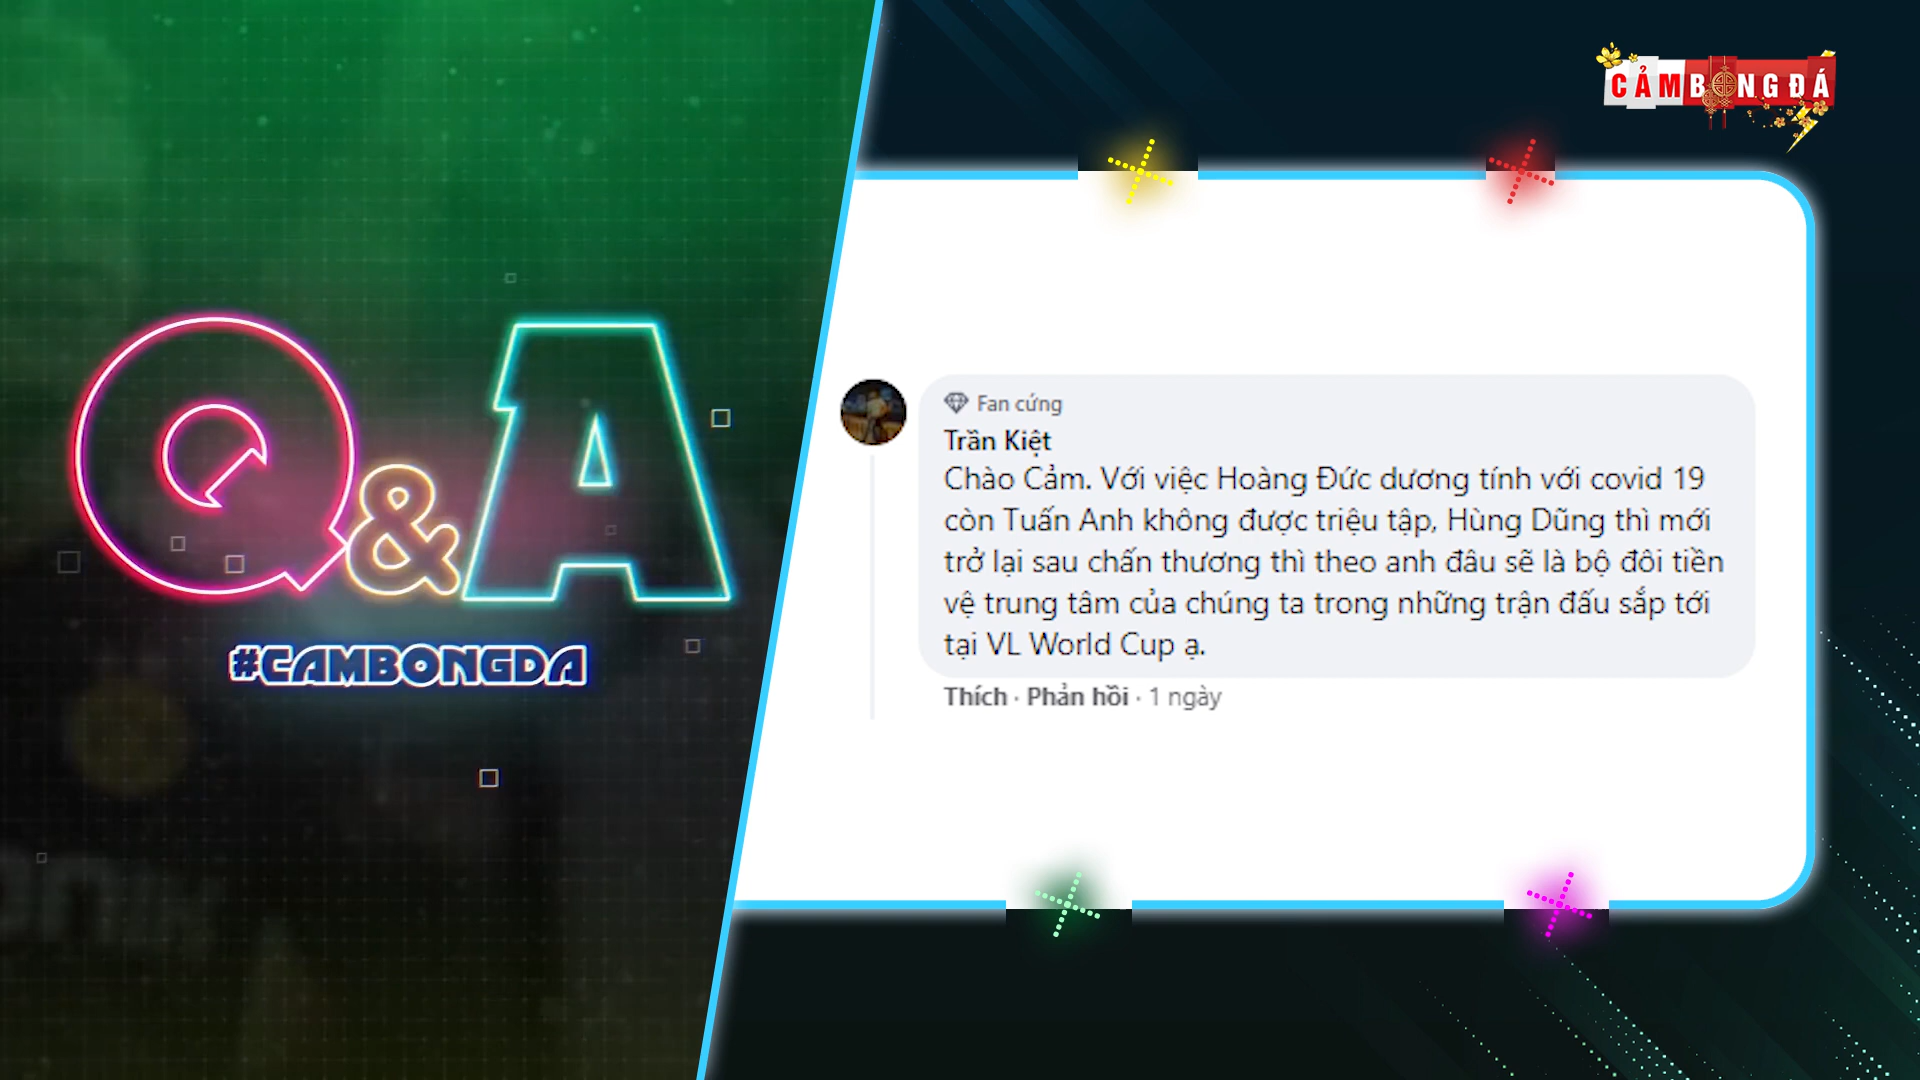 CẢMBONGĐÁ
Q&A
#CAMBONGDA
Fan cứng
Trần Kiệt
Chào Cảm. Với việc Hoàng Đức dương tính với covid 19
còn Tuấn Anh không được triệu tập, Hùng Dũng thì mới
trở lại sau chấn thương thì theo anh đâu sẽ là bộ đôi tiền
vệ trung tâm của chúng ta trong những trận đấu sắp tới
tại VL World Cup ạ.
Thích · Phản hồi · 1 ngày